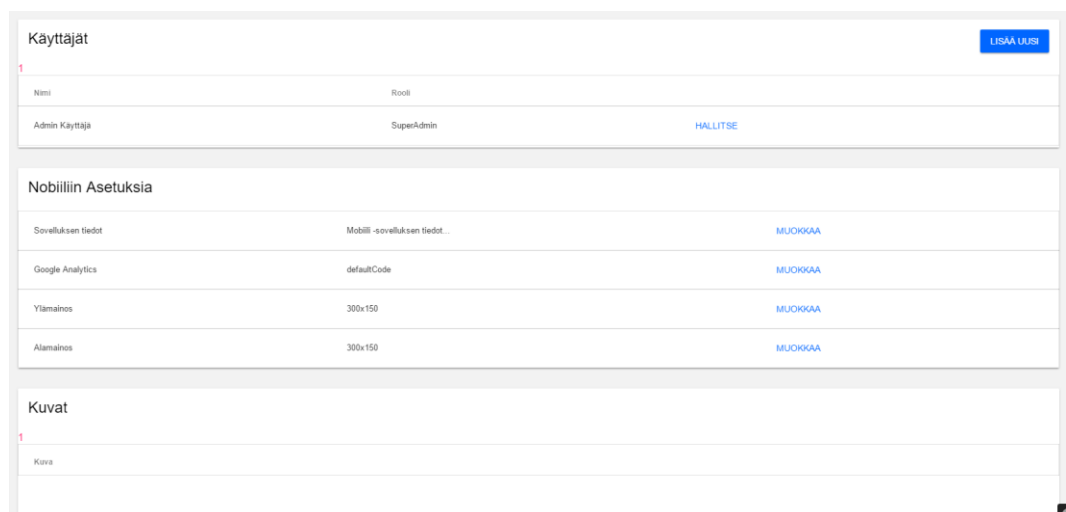 Käyttäjät
LISÄÄ UUSI
1
Nimi Rooli
Admin Käyttäjä SuperAdmin HALLITSE
Nobiiliin Asetuksia
Sovelluksen tiedot Mobiili -sovelluksen tiedot... MUOKKAA
Google Analytics defaultCode MUOKKAA
Ylämainos 300x150 MUOKKAA
Alamainos 300x150 MUOKKAA
Kuvat
1
Kuva